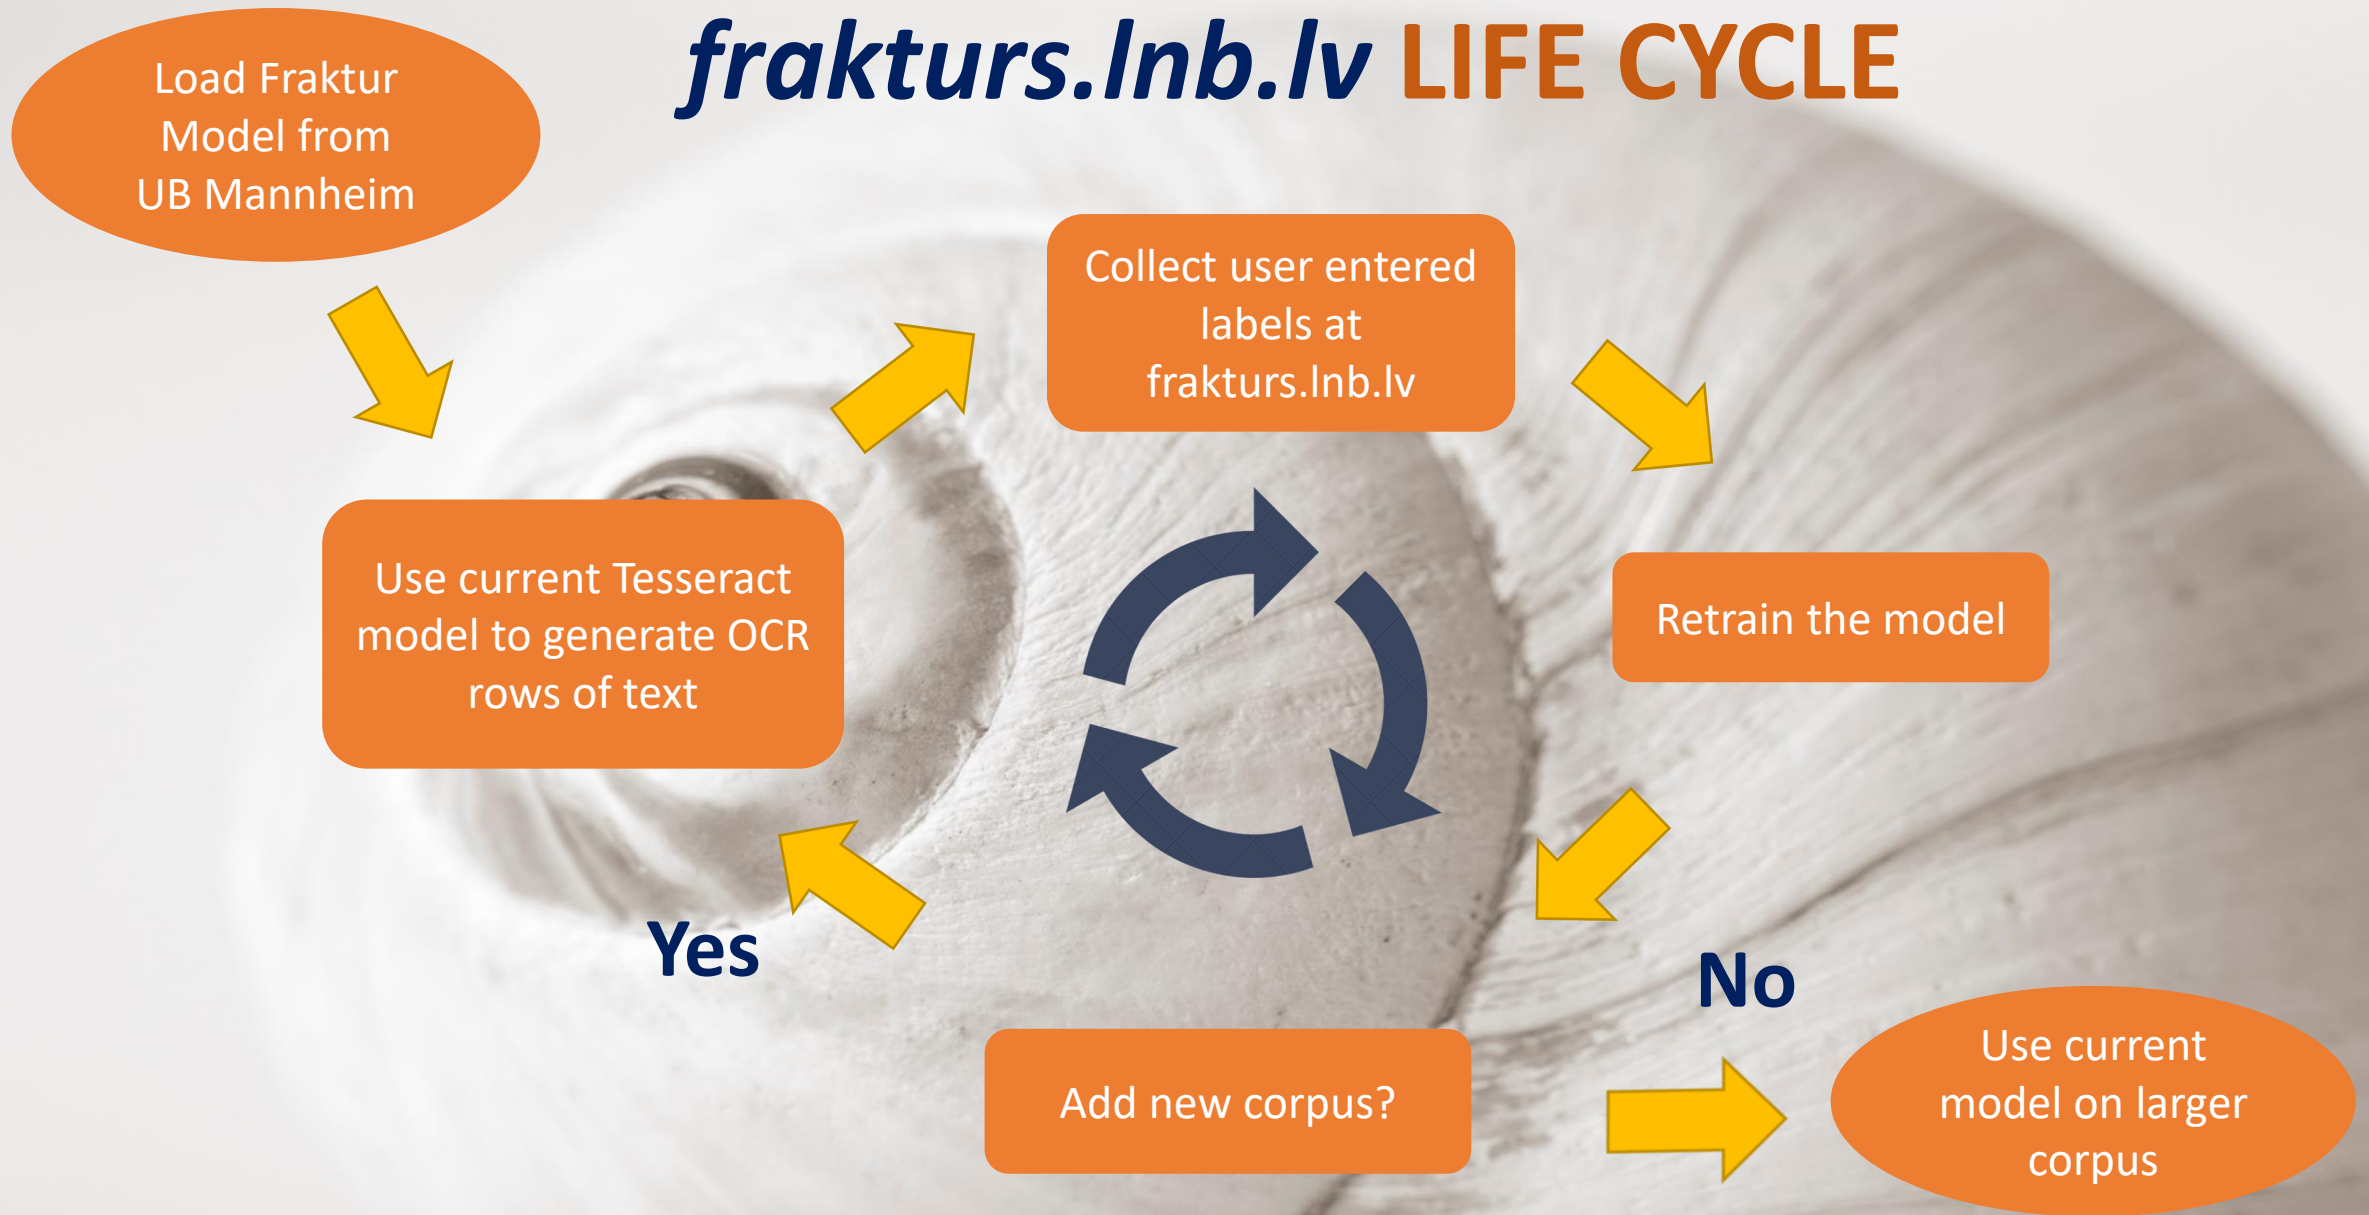 frakturs.lnb.lv LIFE CYCLE
Load Fraktur
Model from
UB Mannheim
Collect user entered
labels at
frakturs.lnb.lv
Use current Tesseract
model to generate OCR
rows of text
Retrain the model
Yes
No
Add new corpus?
Use current
model on larger
corpus